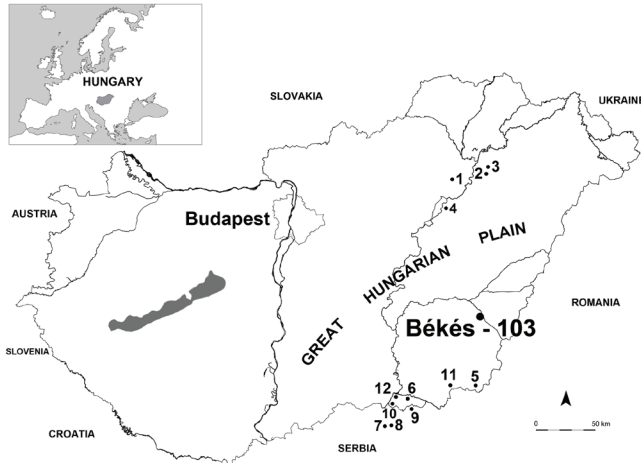 HUNGARY
SLOVAKIA
UKRAINI
3
2
1
4
AUSTRIA
Budapest
GREAT HUNGARIAN PLAIN
ROMANIA
Békés - 103
SLOVENIA
11 5
12 6
10 9
7 8
CROATIA
SERBIA
0 50 km